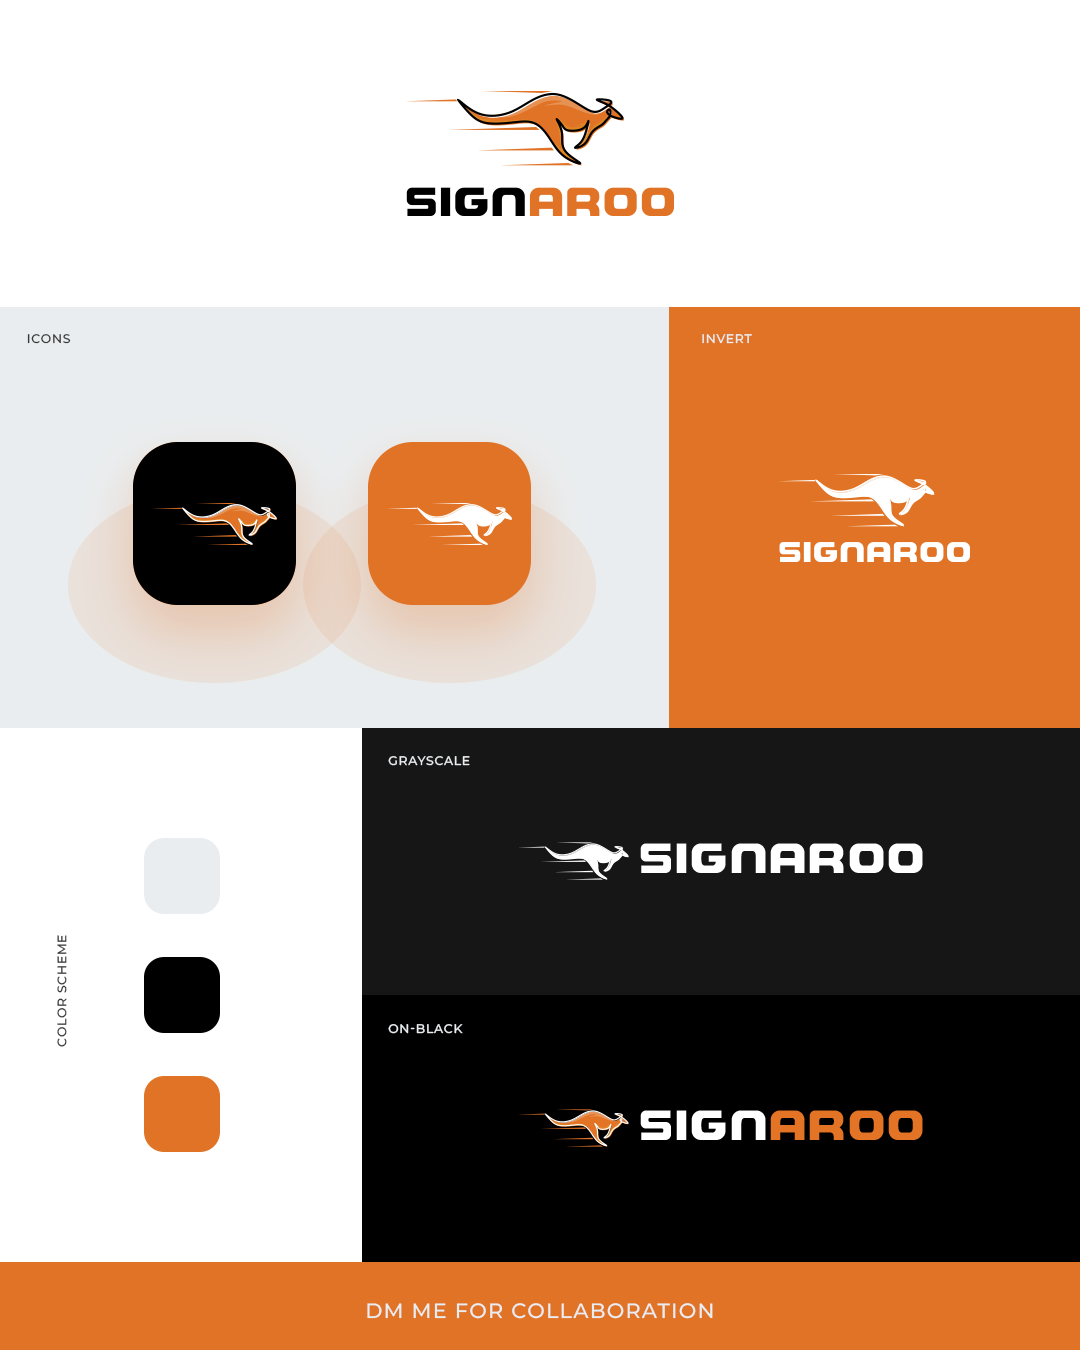 SIGNAROO
ICONS
INVERT
SIGNAROO
GRAYSCALE
SIGNAROO
COLOR SCHEME
ON-BLACK
SIGNAROO
DM ME FOR COLLABORATION